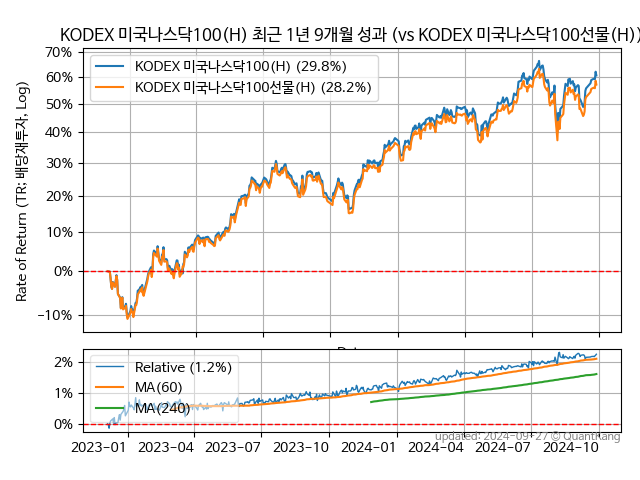 KODEX 미국나스닥100(H) 최근 1년 9개월 성과 (vs KODEX 미국나스닥100선물(H))
Rate of Return (TR: 배당재투자, Log)
70%
60%
50%
40%
30%
20%
10%
0%
−10%
KODEX 미국나스닥100(H) (29.8%)
KODEX 미국나스닥100선물(H) (28.2%)
2%
1%
0%
Relative (1.2%)
MA(60)
MA(240)
2023−01 2023−04 2023−07 2023−10 2024−01 2024−04 2024−07 2024−10
updated: 2024-09-27 © QuantKang